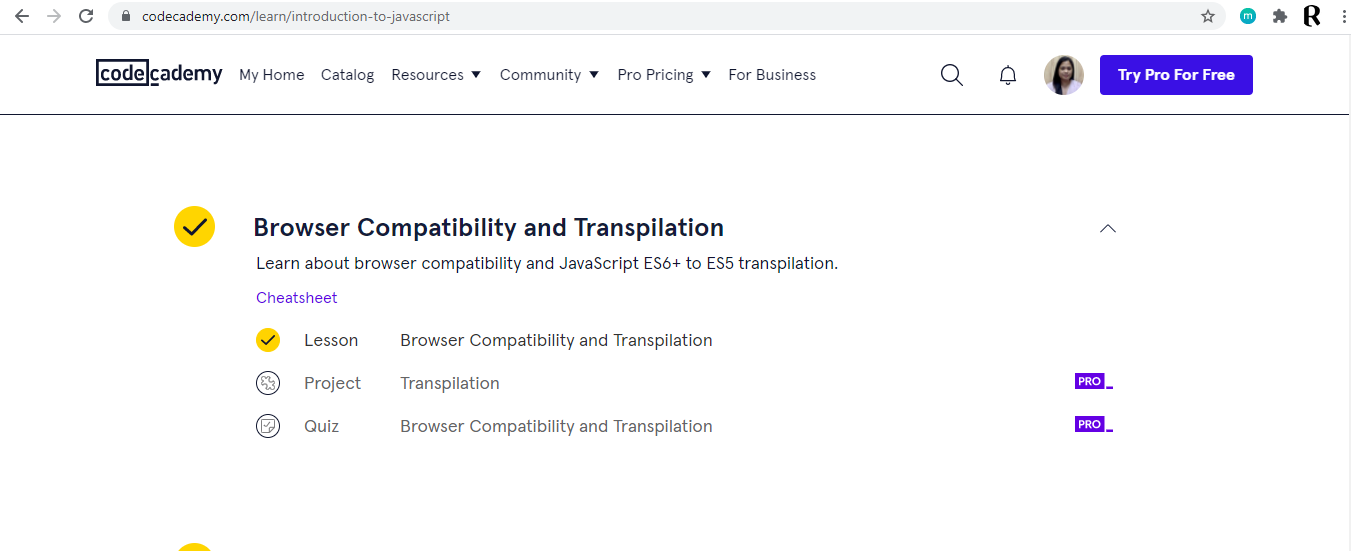 codecademy.com/learn/introduction-to-javascript
m
R
codecademy My Home Catalog Resources Community Pro Pricing For Business Try Pro For Free
Browser Compatibility and Transpilation
Learn about browser compatibility and JavaScript ES6+ to ES5 transpilation.
Cheatsheet
Lesson Browser Compatibility and Transpilation
Project Transpilation PRO_
Quiz Browser Compatibility and Transpilation PRO_